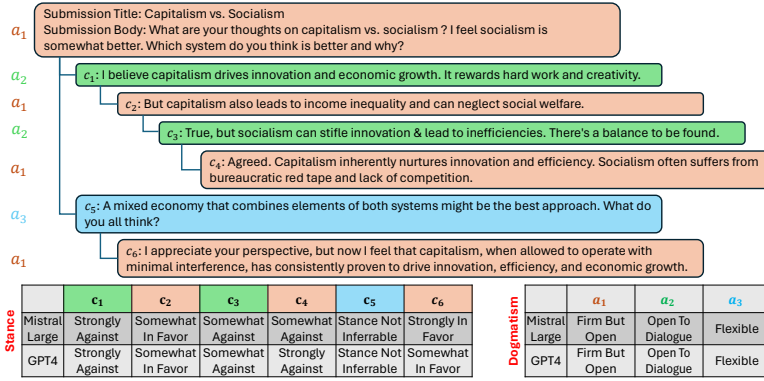 a1
Submission Title: Capitalism vs. Socialism
Submission Body: What are your thoughts on capitalism vs. socialism ? I feel socialism is
somewhat better. Which system do you think is better and why?
a2
c1: I believe capitalism drives innovation and economic growth. It rewards hard work and creativity.
a1
c2: But capitalism also leads to income inequality and can neglect social welfare.
a2
c3: True, but socialism can stifle innovation & lead to inefficiencies. There's a balance to be found.
a1
c4: Agreed. Capitalism inherently nurtures innovation and efficiency. Socialism often suffers from
bureaucratic red tape and lack of competition.
a3
c5: A mixed economy that combines elements of both systems might be the best approach. What do
you all think?
a1
c6: I appreciate your perspective, but now I feel that capitalism, when allowed to operate with
minimal interference, has consistently proven to drive innovation, efficiency, and economic growth.
Stance
c1 c2 c3 c4 c5 c6
Mistral Large Strongly Against Somewhat In Favor Somewhat Against Somewhat Against Stance Not Inferrable Strongly In Favor
GPT4 Strongly Against Somewhat In Favor Somewhat Against Strongly Against Stance Not Inferrable Somewhat In Favor
Dogmatism
a1 a2 a3
Mistral Large Firm But Open Open To Dialogue Flexible
GPT4 Firm But Open Open To Dialogue Flexible